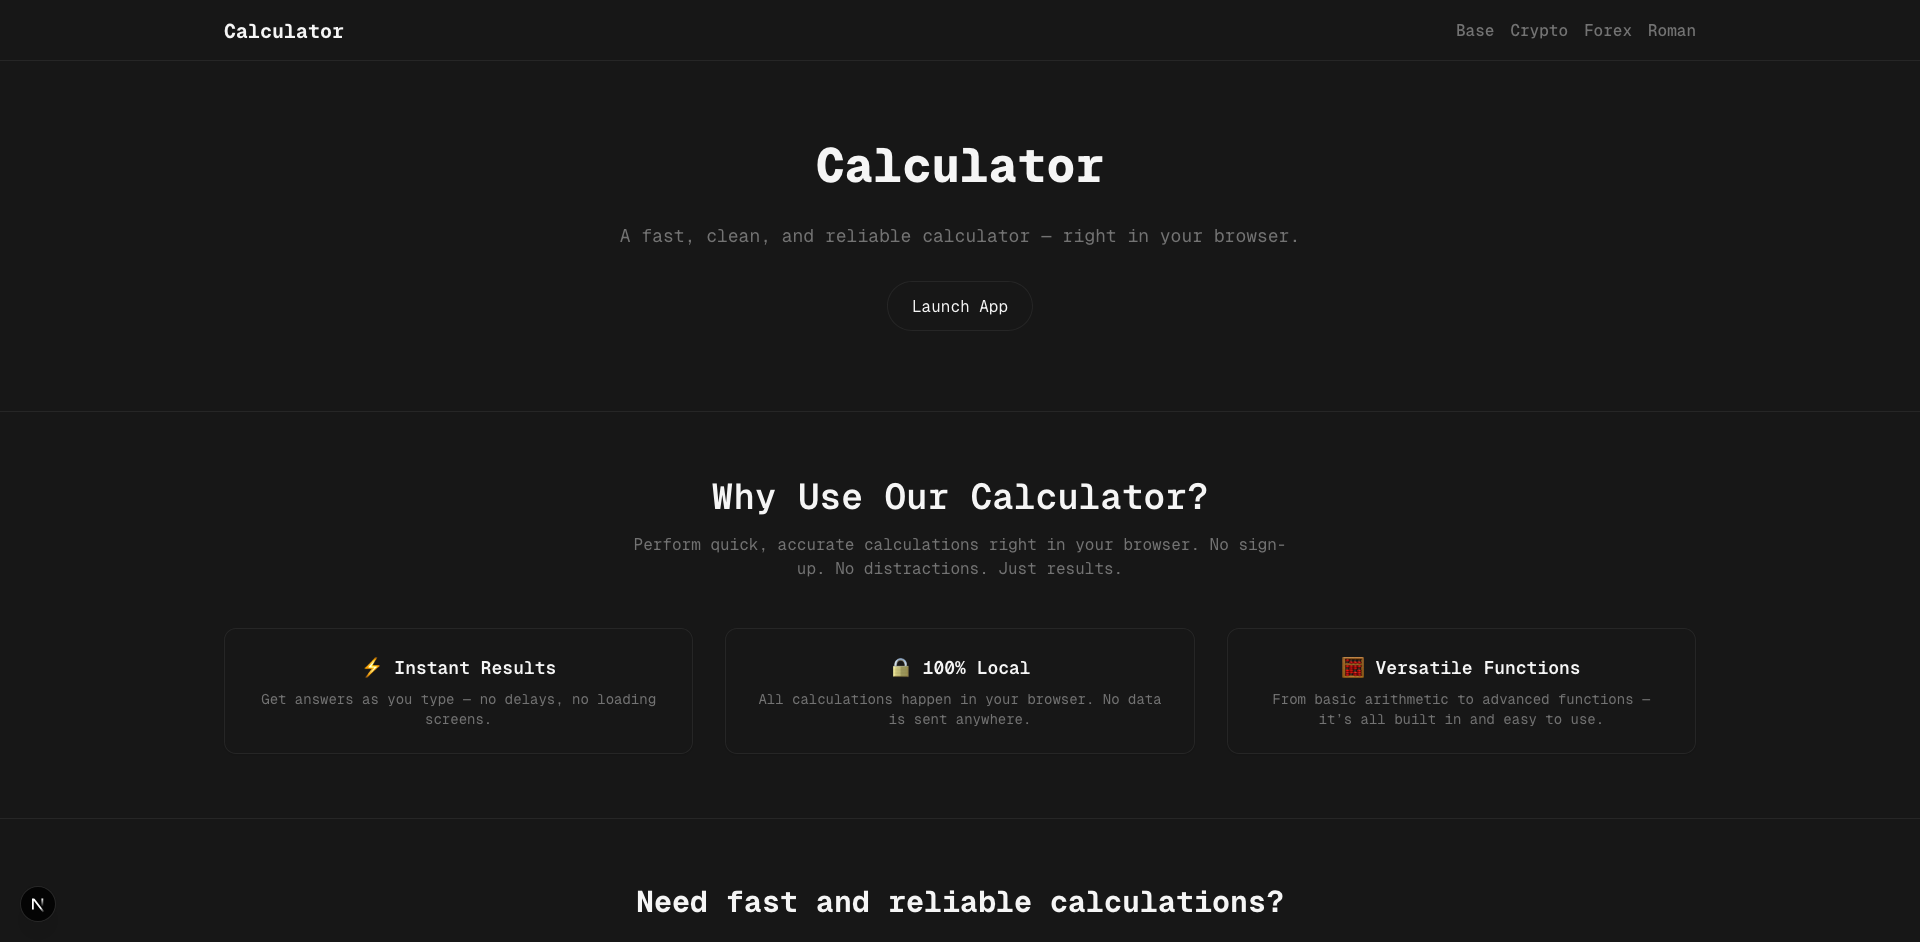 Calculator
Base Crypto Forex Roman
Calculator
A fast, clean, and reliable calculator — right in your browser.
Launch App
Why Use Our Calculator?
Perform quick, accurate calculations right in your browser. No sign-
up. No distractions. Just results.
⚡ Instant Results
Get answers as you type — no delays, no loading
screens.
🔒 100% Local
All calculations happen in your browser. No data
is sent anywhere.
🧮 Versatile Functions
From basic arithmetic to advanced functions —
it's all built in and easy to use.
Need fast and reliable calculations?
N